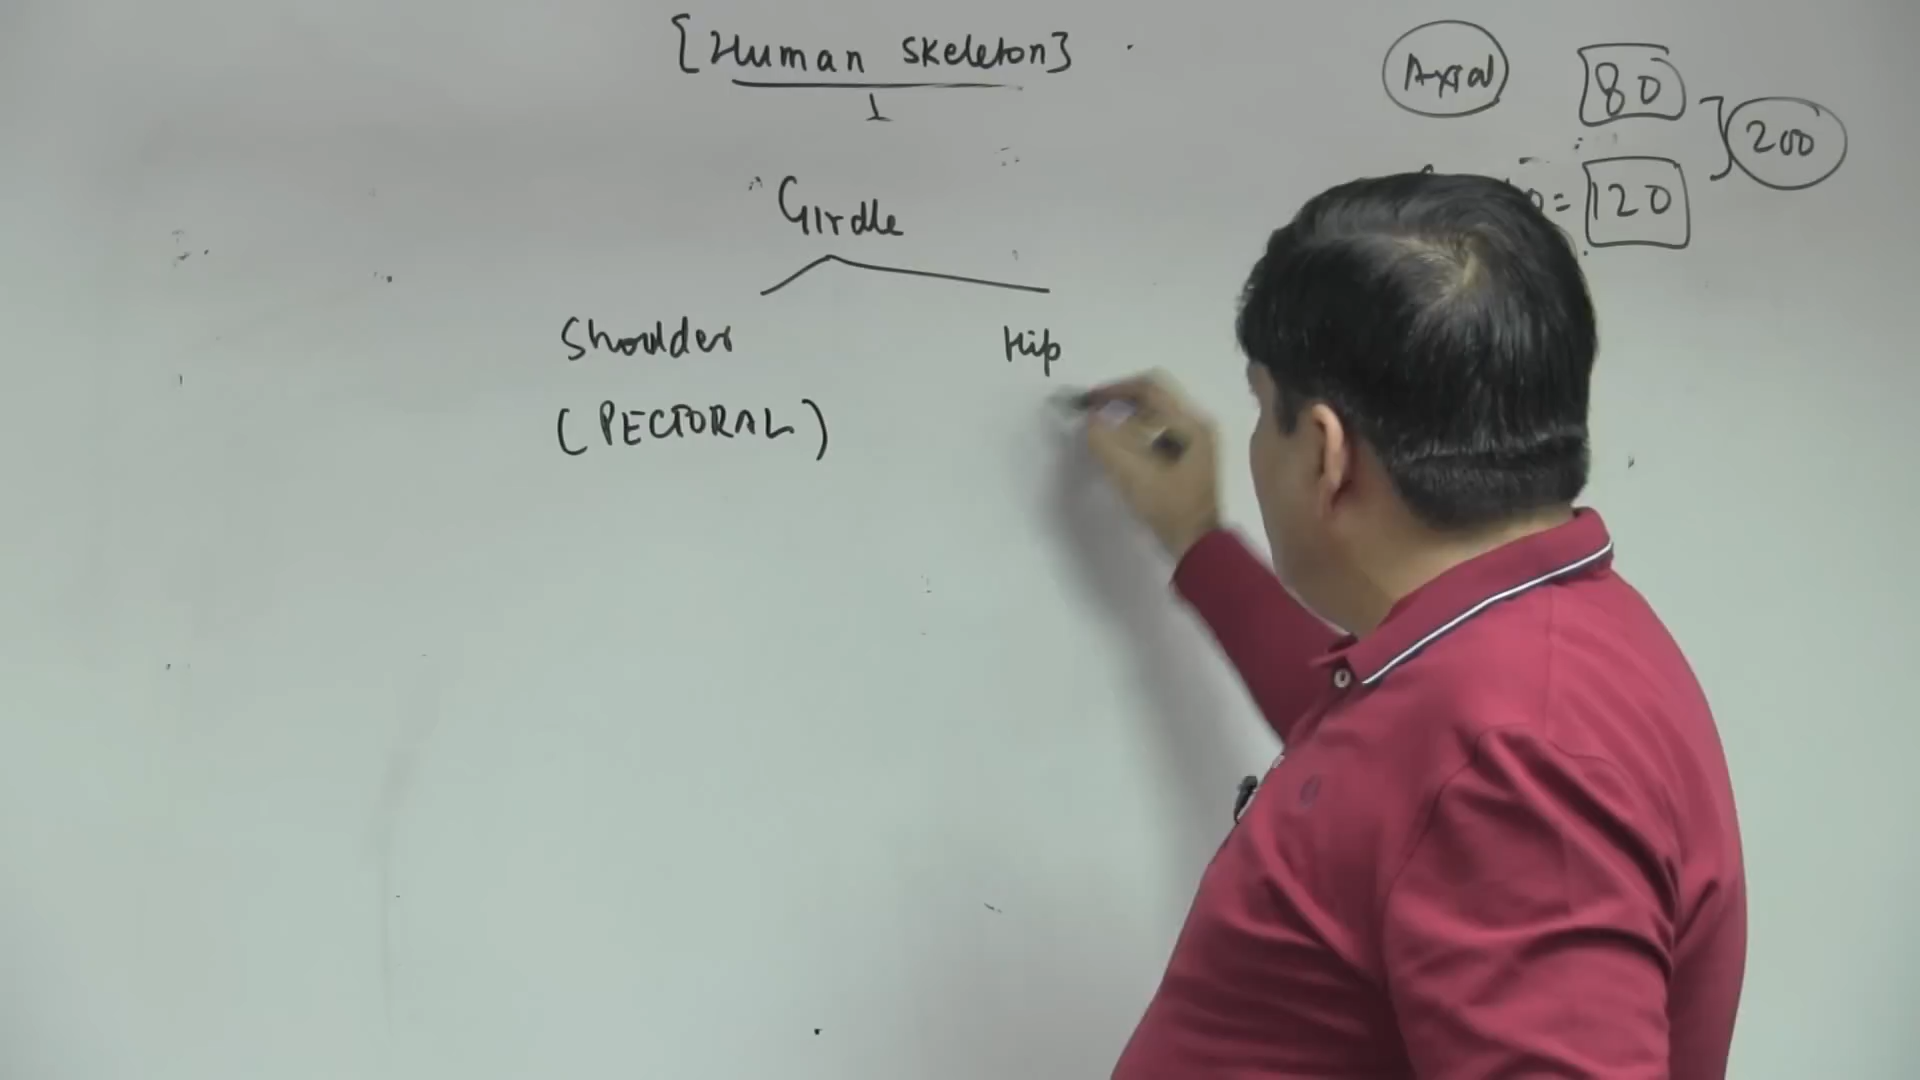 [Human skeleton]
Axial 80
200
= 120
Girdle
Shoulder Hip
(PECTORAL)